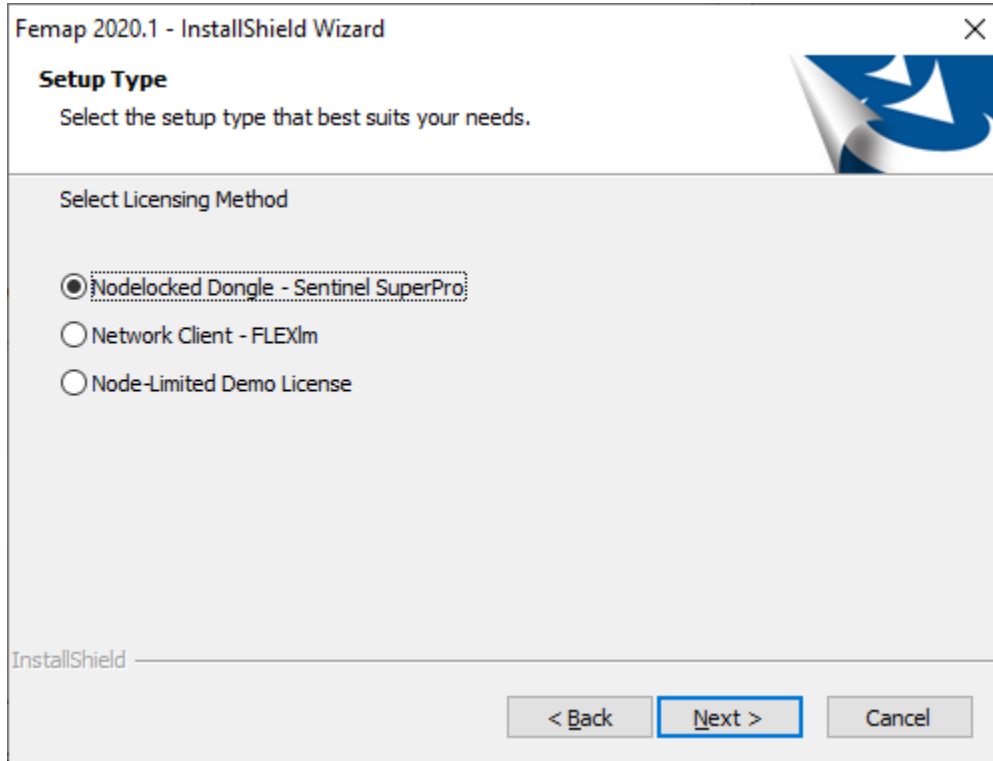 Femap 2020.1 - InstallShield Wizard
Setup Type
Select the setup type that best suits your needs.
Select Licensing Method
Nodelocked Dongle - Sentinel SuperPro
Network Client - FLEXlm
Node-Limited Demo License
InstallShield
< Back Next > Cancel